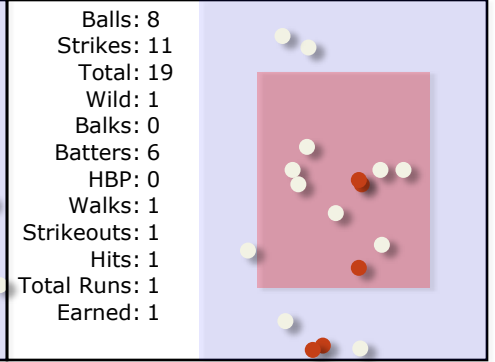 Balls: 8
Strikes: 11
Total: 19
Wild: 1
Balks: 0
Batters: 6
HBP: 0
Walks: 1
Strikeouts: 1
Hits: 1
Total Runs: 1
Earned: 1